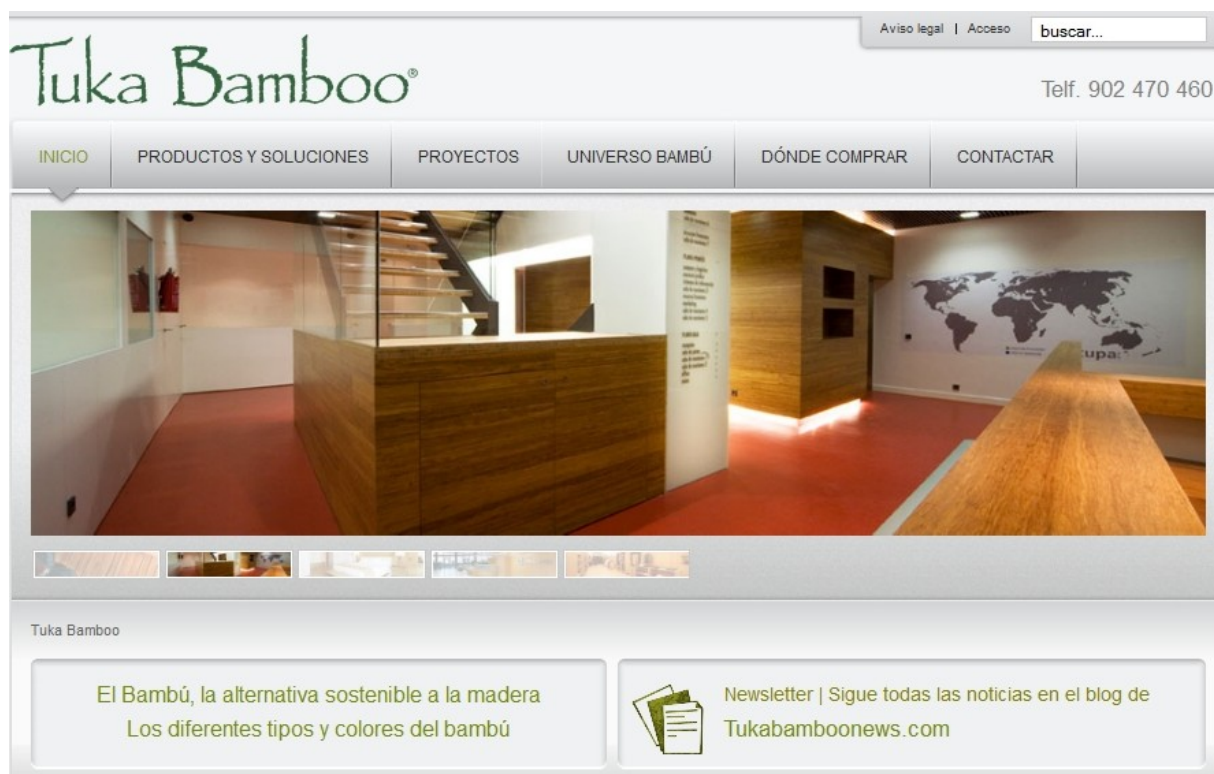 Aviso legal | Acceso buscar...
Tuka Bamboo®
Telf. 902 470 460
INICIO PRODUCTOS Y SOLUCIONES PROYECTOS UNIVERSO BAMBÚ DÓNDE COMPRAR CONTACTAR
cupa:
Tuka Bamboo
El Bambú, la alternativa sostenible a la madera
Los diferentes tipos y colores del bambú
Newsletter | Sigue todas las noticias en el blog de
Tukabamboonews.com